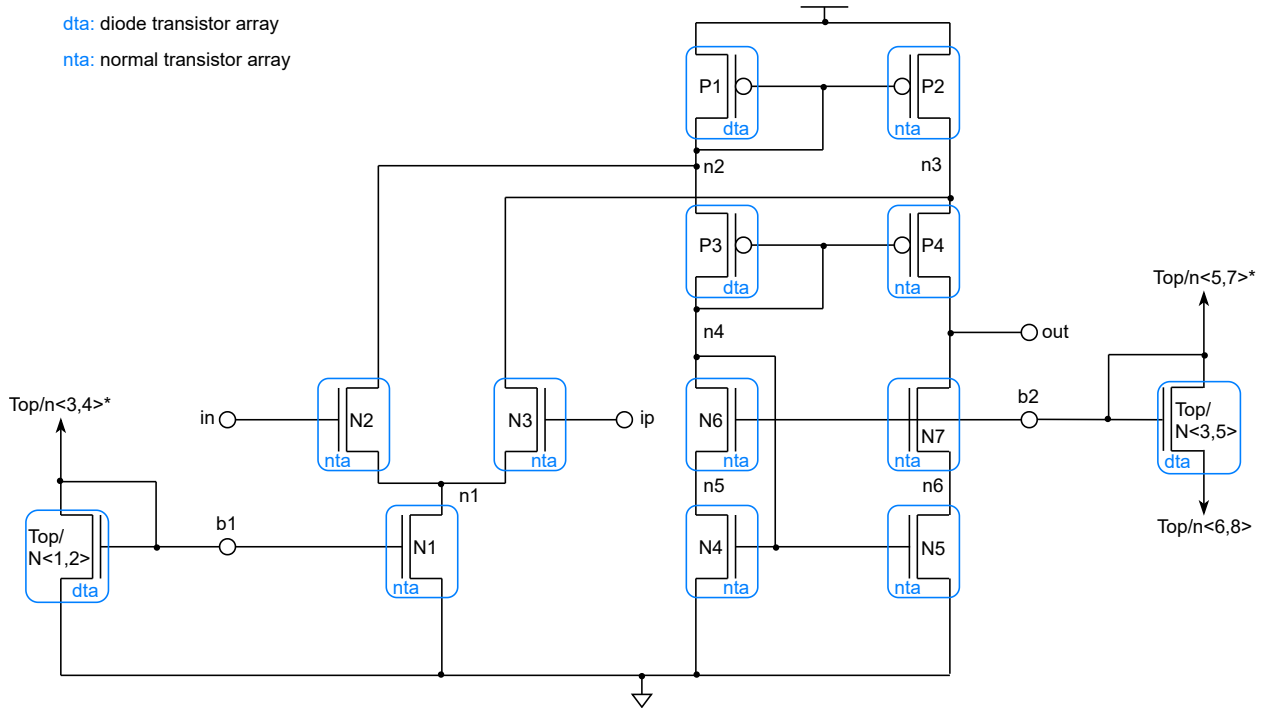 dta: diode transistor array
nta: normal transistor array
P1
P2
dta
nta
n2
n3
P3
P4
dta
nta
Top/n<5,7>*
n4
out
Top/n<3,4>*
in
N2
N3
ip
N6
N7
b2
Top/
N<3,5>
nta
nta
nta
nta
dta
n1
n5
n6
Top/n<6,8>
b1
Top/
N<1,2>
N1
N4
N5
dta
nta
nta
nta